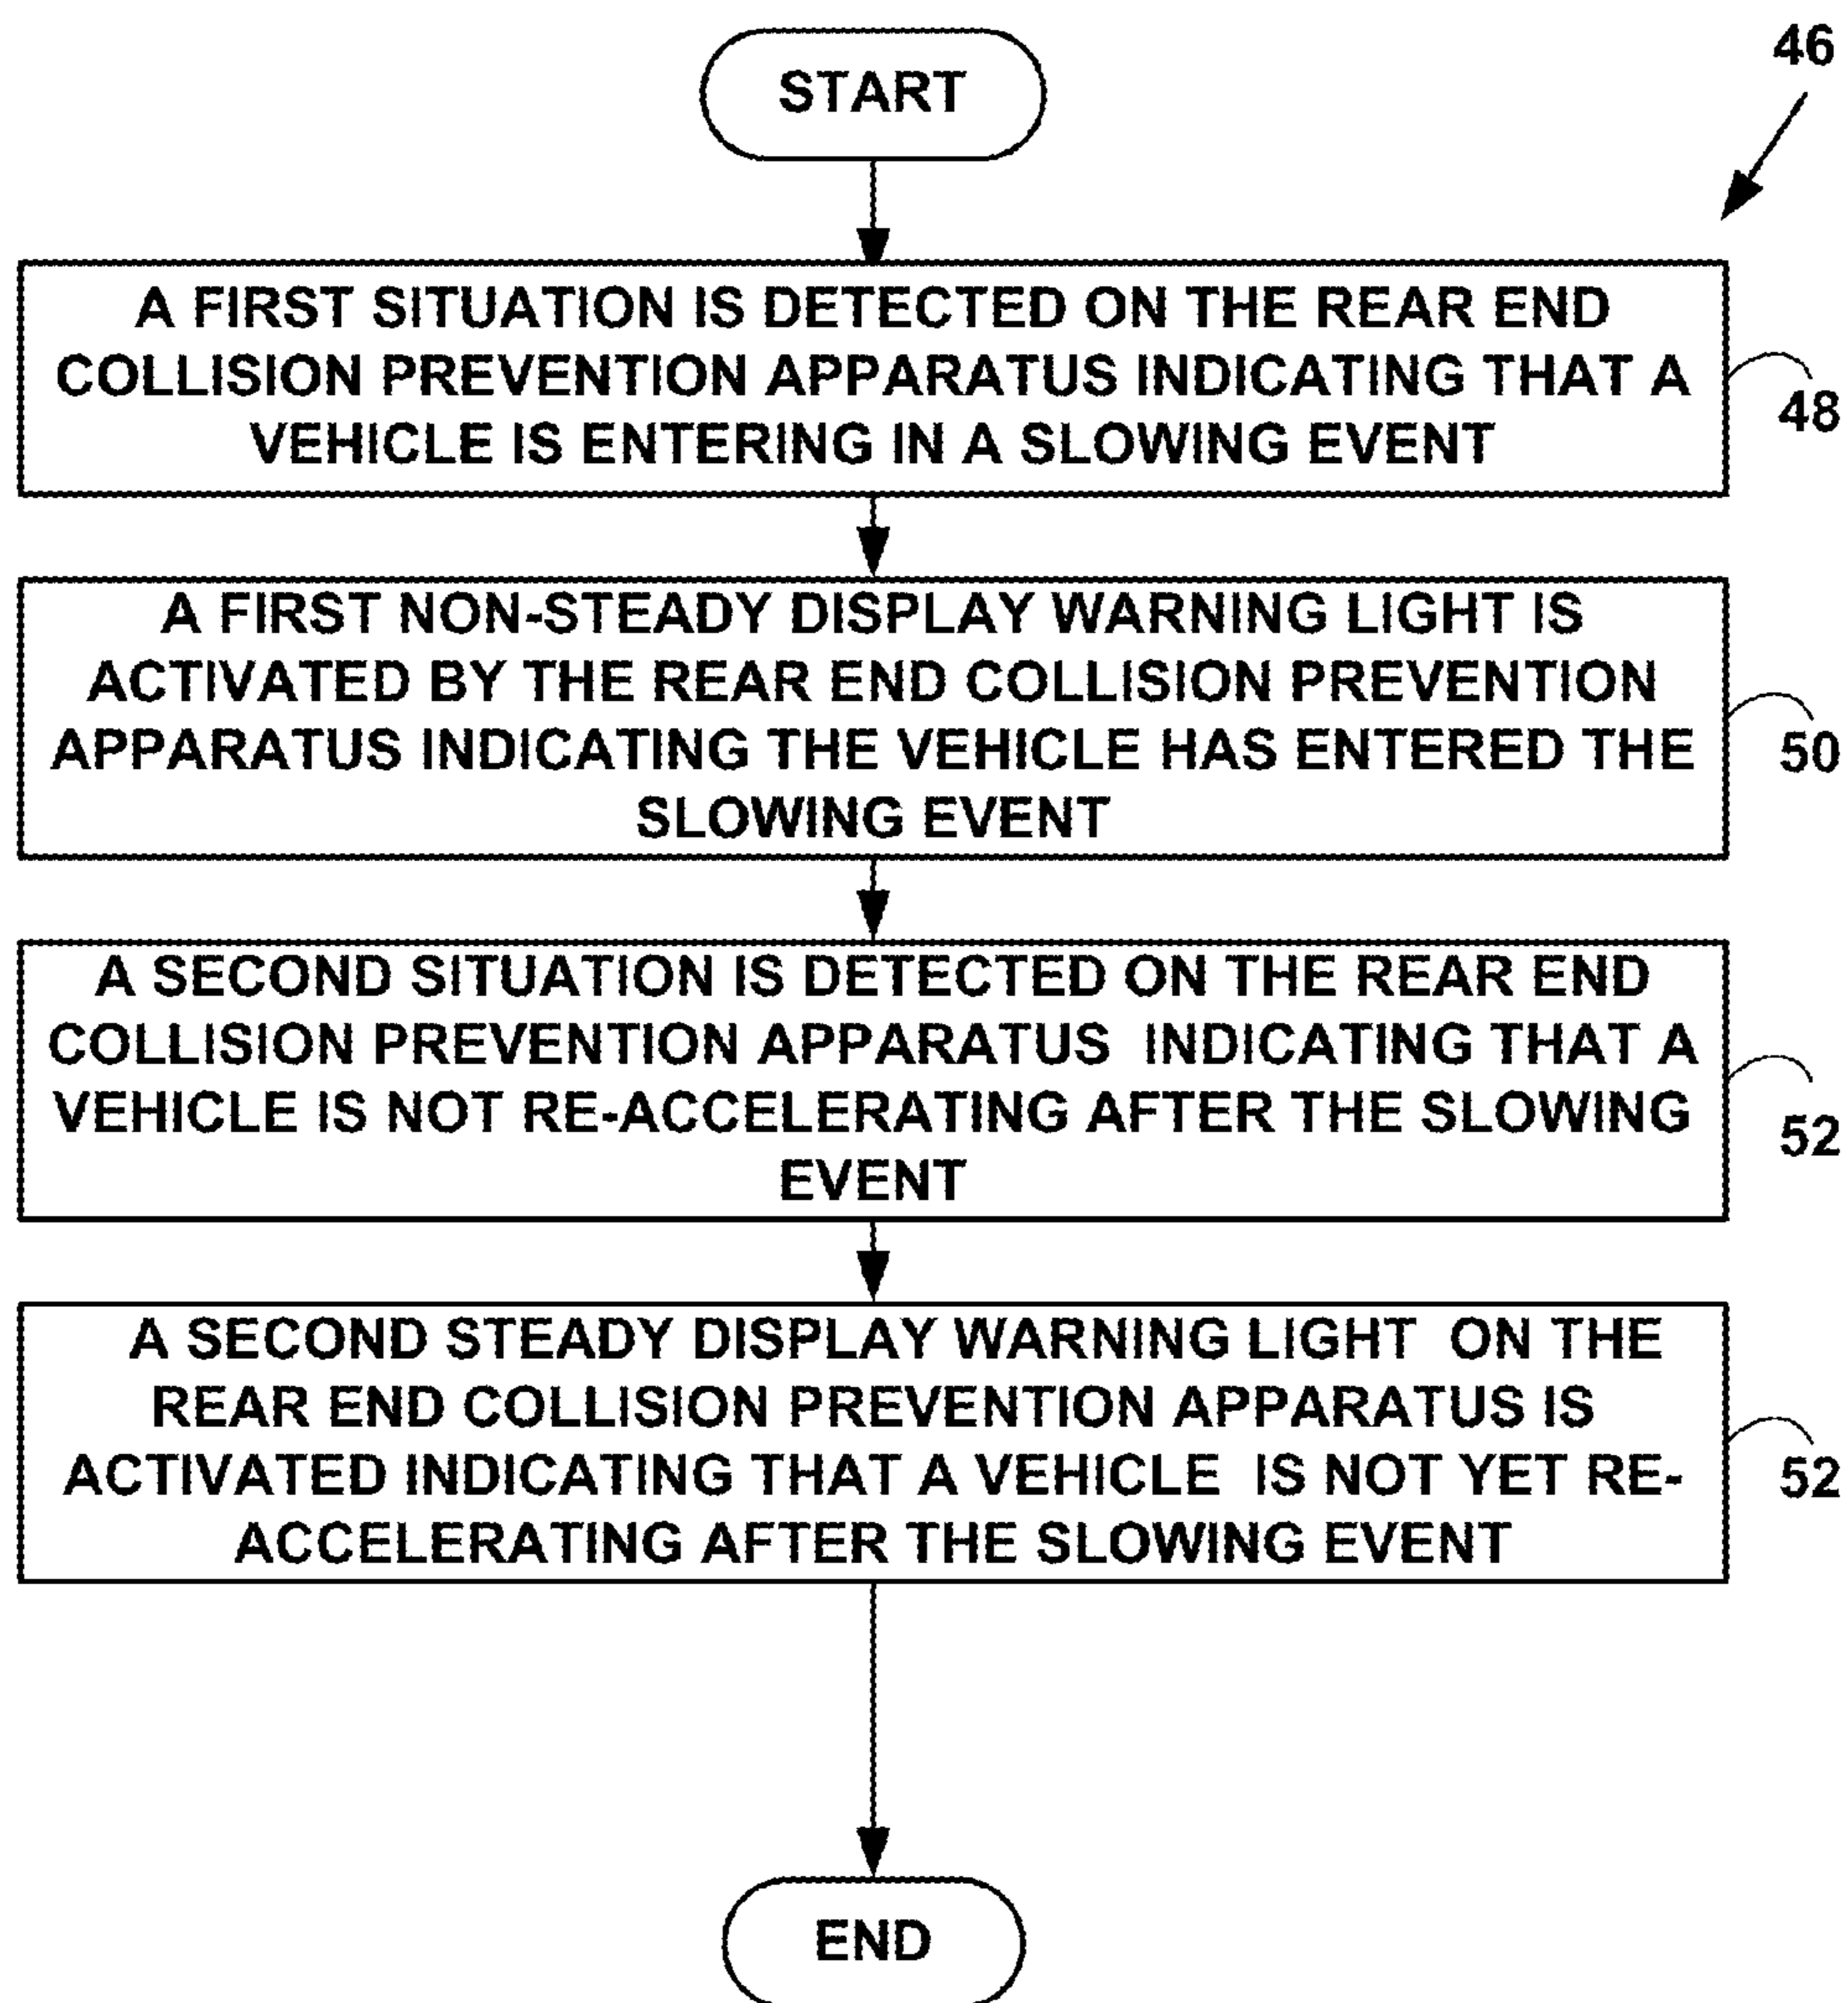 46
START
A FIRST SITUATION IS DETECTED ON THE REAR END
COLLISION PREVENTION APPARATUS INDICATING THAT A
VEHICLE IS ENTERING IN A SLOWING EVENT
48
A FIRST NON-STEADY DISPLAY WARNING LIGHT IS
ACTIVATED BY THE REAR END COLLISION PREVENTION
APPARATUS INDICATING THE VEHICLE HAS ENTERED THE
SLOWING EVENT
50
A SECOND SITUATION IS DETECTED ON THE REAR END
COLLISION PREVENTION APPARATUS INDICATING THAT A
VEHICLE IS NOT RE-ACCELERATING AFTER THE SLOWING
EVENT
52
A SECOND STEADY DISPLAY WARNING LIGHT ON THE
REAR END COLLISION PREVENTION APPARATUS IS
ACTIVATED INDICATING THAT A VEHICLE IS NOT YET RE-
ACCELERATING AFTER THE SLOWING EVENT
52
END